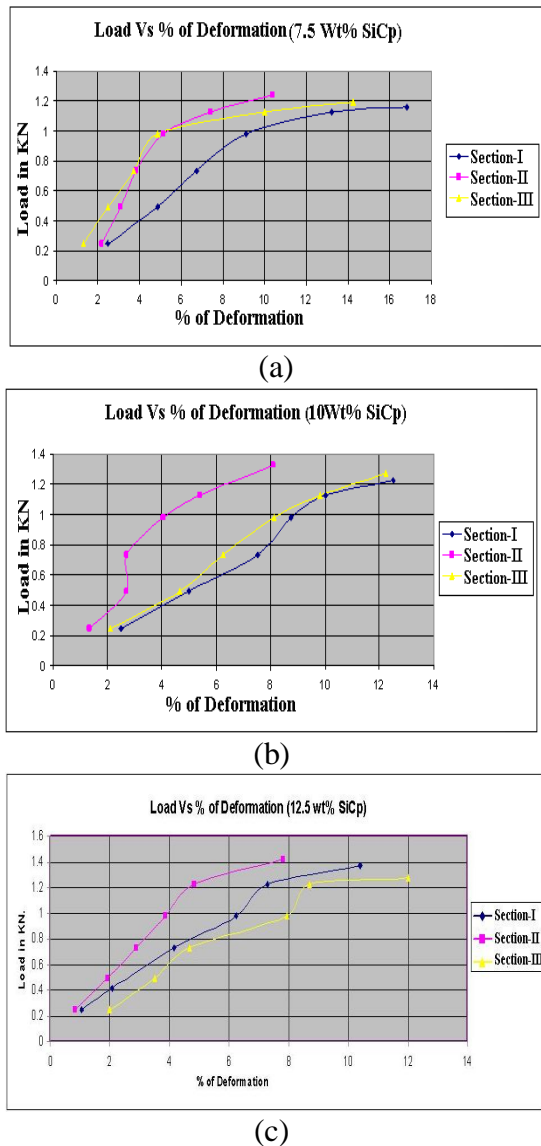 Load Vs % of Deformation (7.5 Wt% SiCp)
1.4
1.2
1
0.8
0.6
0.4
0.2
0
Load in KN
0 2 4 6 8 10 12 14 16 18
% of Deformation
Section-I
Section-II
Section-III
(a)
Load Vs % of Deformation (10Wt% SiCp)
1.4
1.2
1
0.8
0.6
0.4
0.2
0
Load in KN
0 2 4 6 8 10 12 14
% of Deformation
Section-I
Section-II
Section-III
(b)
Load Vs % of Deformation (12.5 wt% SiCp)
1.6
1.4
1.2
1
0.8
0.6
0.4
0.2
0
Load in KN.
0 2 4 6 8 10 12 14
% of Deformation
Section-I
Section-II
Section-III
(c)